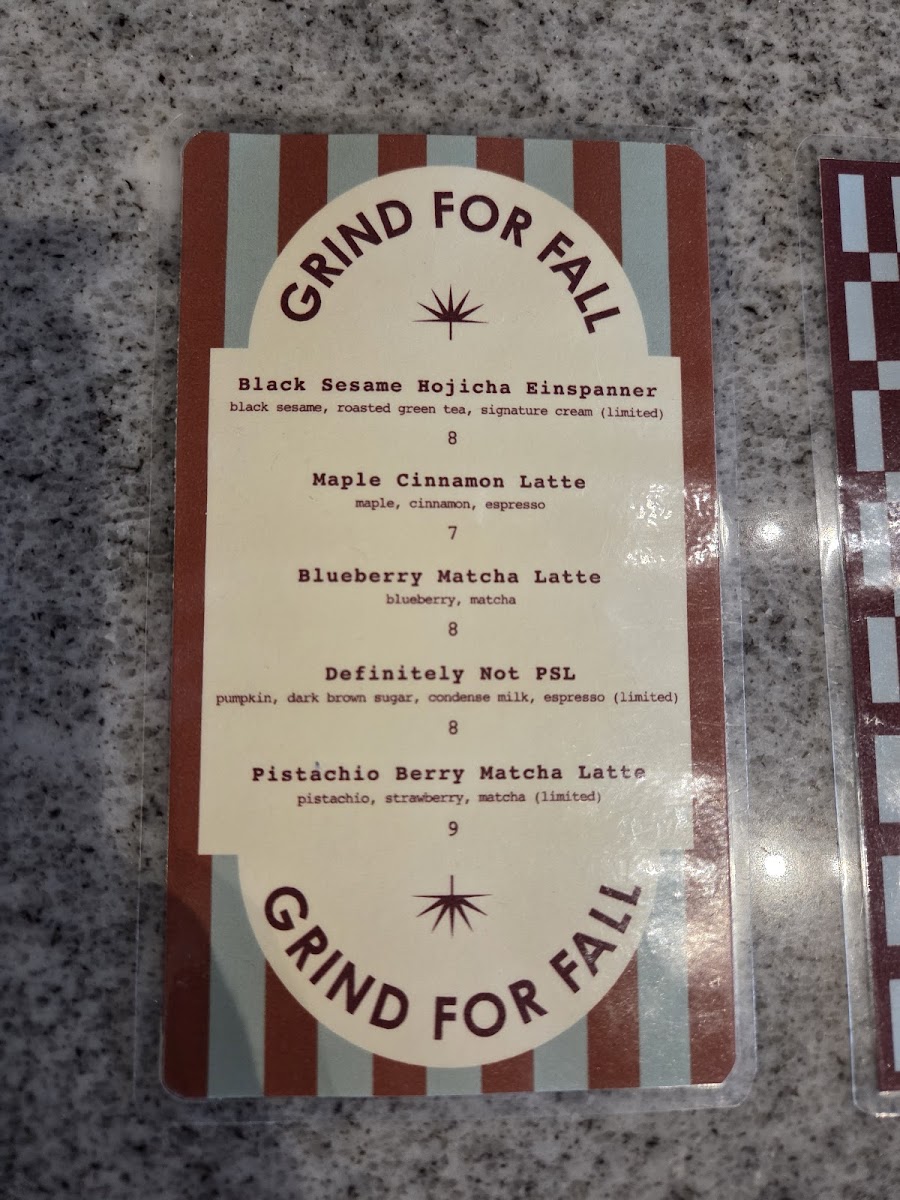 GRIND FOR FALL
Black Sesame Hojicha Einspanner
black sesame, roasted green tea, signature cream (limited)
8
Maple Cinnamon Latte
maple, cinnamon, espresso
7
Blueberry Matcha Latte
blueberry, matcha
8
Definitely Not PSL
pumpkin, dark brown sugar, condense milk, espresso (limited)
8
Pistachio Berry Matcha Latte
pistachio, strawberry, matcha (limited)
9
GRIND FOR FALL